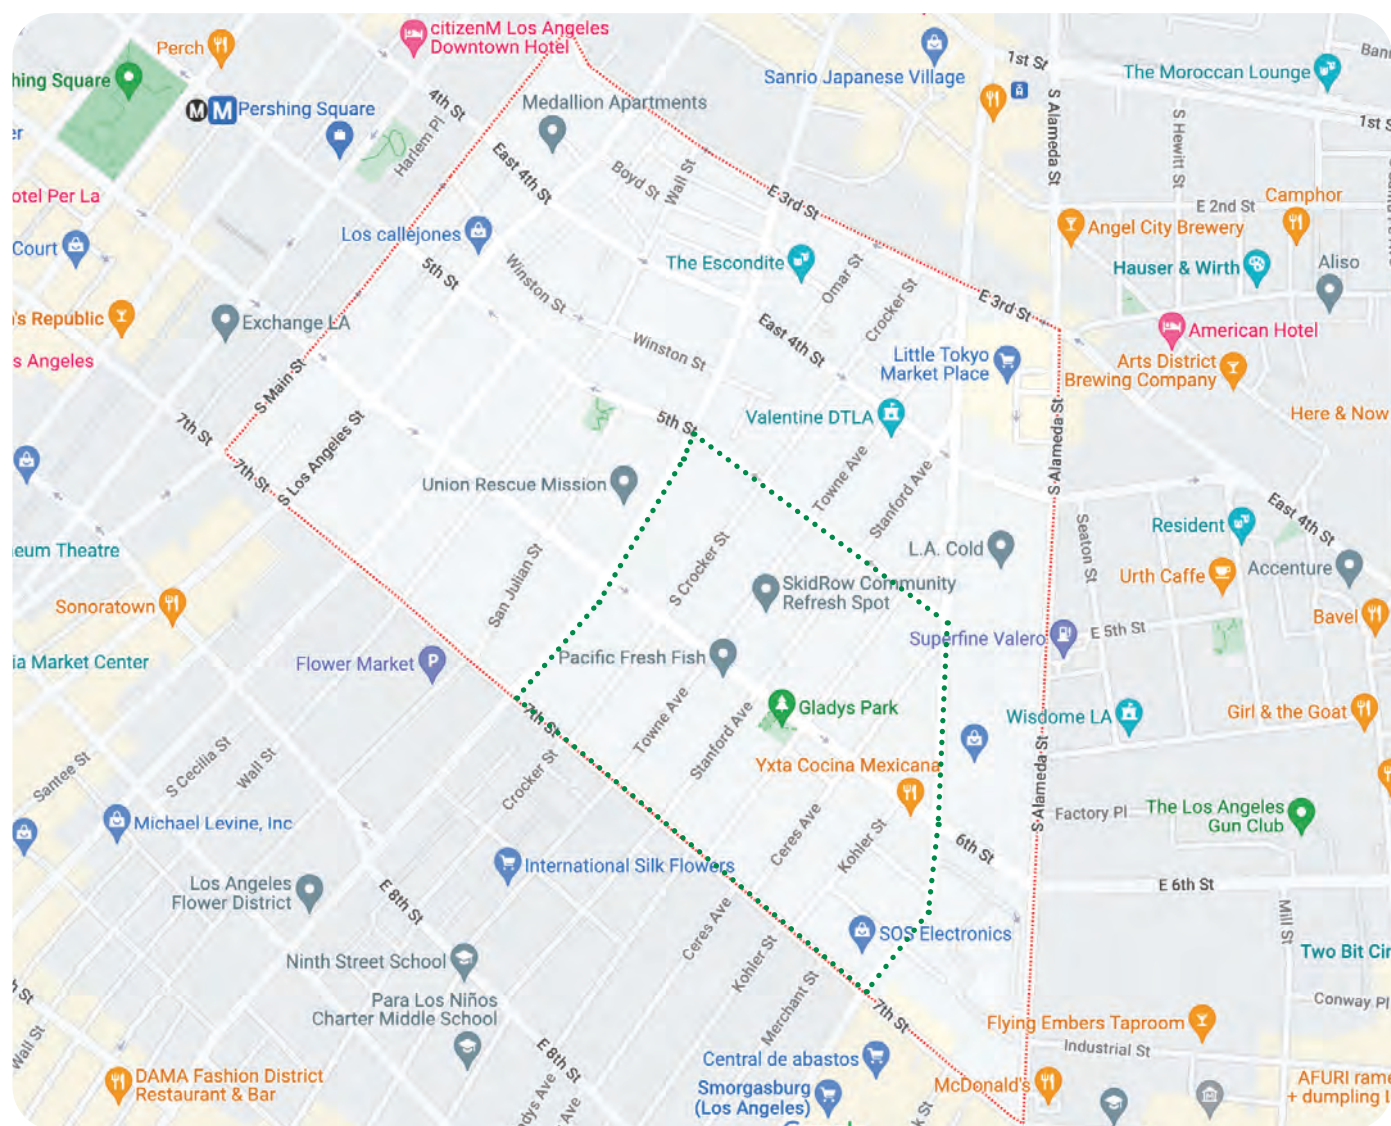 citizenM Los Angeles
Downtown Hotel
Perch
hing Square
M
M
Pershing Square
4th St
Harlem Pl
Medallion Apartments
Sanrio Japanese Village
1st St
The Moroccan Lounge
1st S
S Alameda St
S Hewitt St
er
otel Per La
Court
East 4th St
Boyd St
Wall St
E 3rd St
E 2nd St
Camphor
Angel City Brewery
Hauser & Wirth
Aliso
Los callejones
5th St
Winston St
The Escondite
Omar St
Crocker St
E 3rd St
's Republic
Exchange LA
s Angeles
American Hotel
Arts District
Brewing Company
East 4th St
Winston St
Little Tokyo
Market Place
S Main St
7th St
7th St
S Los Angeles St
5th St
Valentine DTLA
S Alameda St
Here & Now
Union Rescue Mission
Towne Ave
Stanford Ave
East 4th St
Resident
Seaton St
L.A. Cold
eum Theatre
San Julian St
S Crocker St
SkidRow Community
Refresh Spot
Urth Caffe
Accenture
Sonoratown
Superfine Valero
E 5th St
Bavel
ia Market Center
Flower Market
P
Pacific Fresh Fish
Gladys Park
Wisdome LA
Girl & the Goat
7th St
Towne Ave
Stanford Ave
Santee St
S Cecilia St
Wall St
Crocker St
Yxta Cocina Mexicana
S Alameda St
Factory Pl
The Los Angeles
Gun Club
Michael Levine, Inc
International Silk Flowers
Ceres Ave
Kohler St
6th St
E 6th St
Los Angeles
Flower District
E 8th St
Ceres Ave
Kohler St
SOS Electronics
Mill St
Ninth Street School
Two Bit Cir
Para Los Niños
Charter Middle School
Merchant St
7th St
Conway Pl
h St
Wall St
Flying Embers Taproom
Industrial St
E 8th St
Central de abastos
DAMA Fashion District
Restaurant & Bar
Smorgasburg
(Los Angeles)
McDonald's
AFURI rame
+ dumpling
dys Ave
Ave
k St